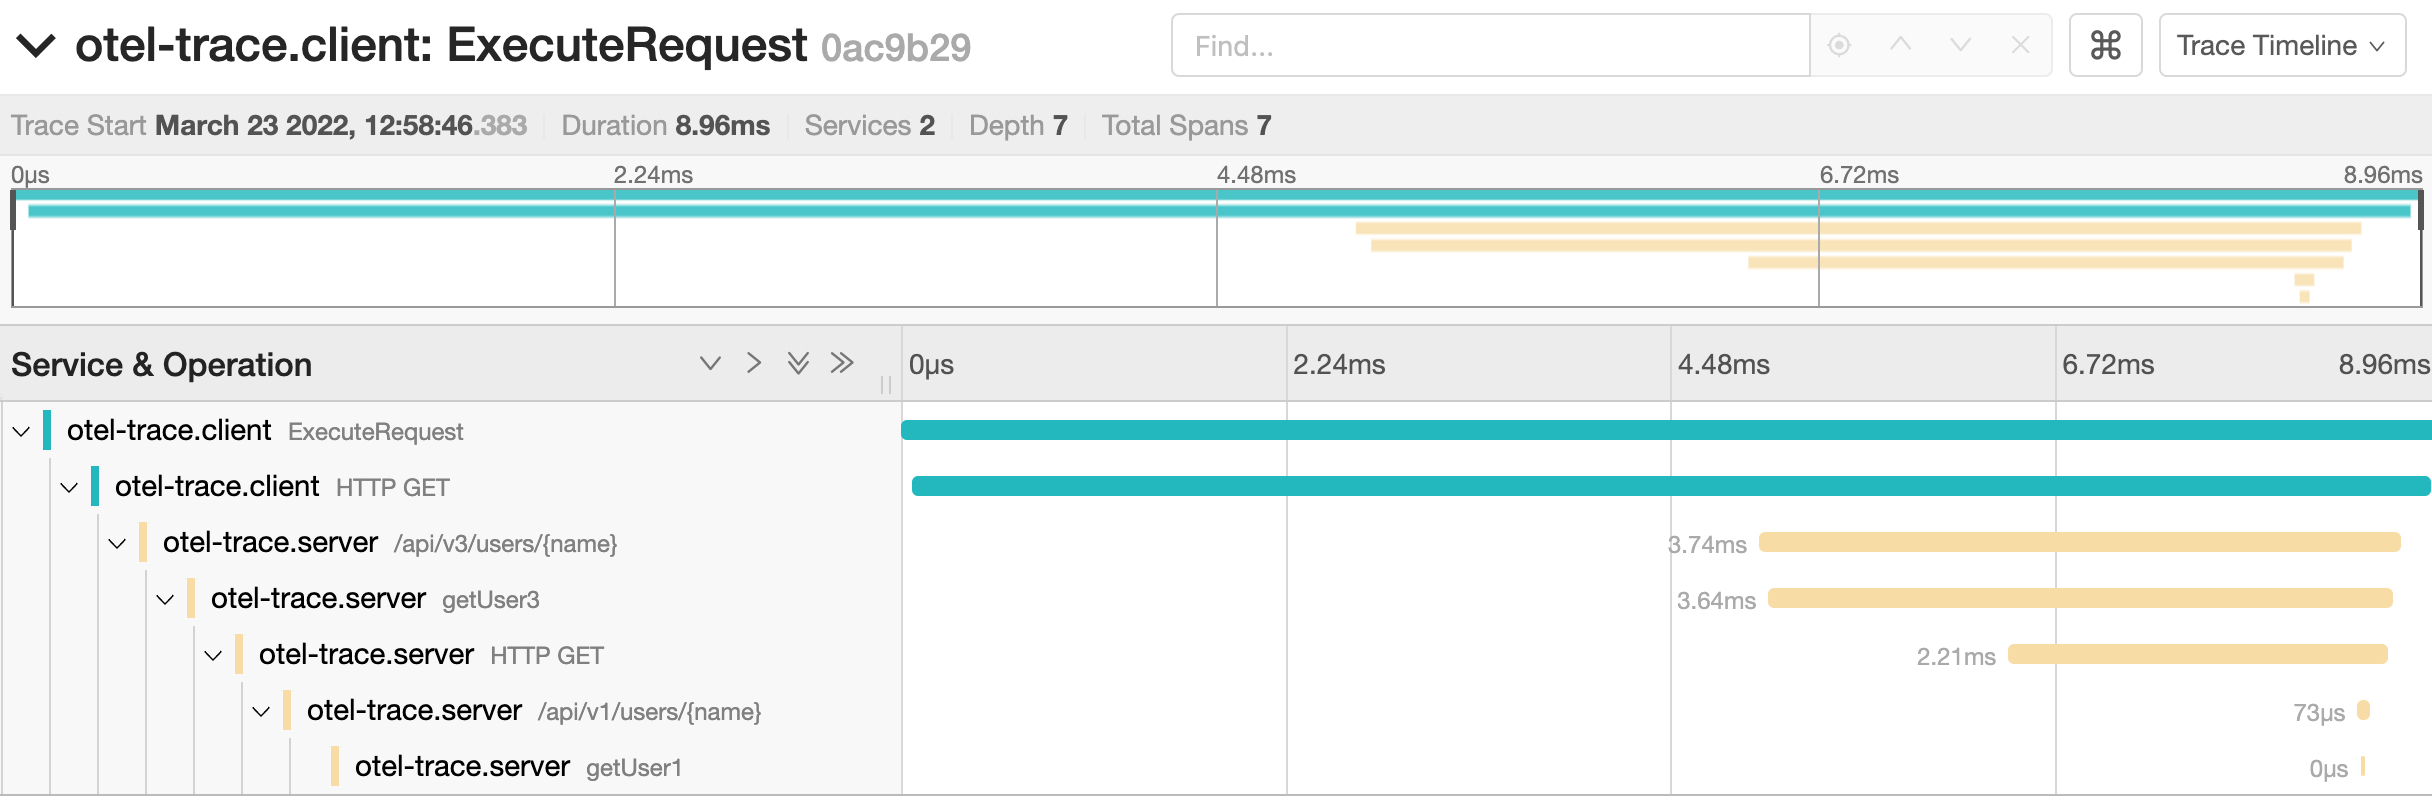 otel-trace.client: ExecuteRequest 0ac9b29 Find... ⌘ Trace Timeline
Trace Start March 23 2022, 12:58:46.383 Duration 8.96ms Services 2 Depth 7 Total Spans 7
0μs 2.24ms 4.48ms 6.72ms 8.96ms
Service & Operation 0μs 2.24ms 4.48ms 6.72ms 8.96ms
otel-trace.client ExecuteRequest
otel-trace.client HTTP GET
otel-trace.server /api/v3/users/{name} 3.74ms
otel-trace.server getUser3 3.64ms
otel-trace.server HTTP GET 2.21ms
otel-trace.server /api/v1/users/{name} 73μs
otel-trace.server getUser1 0μs